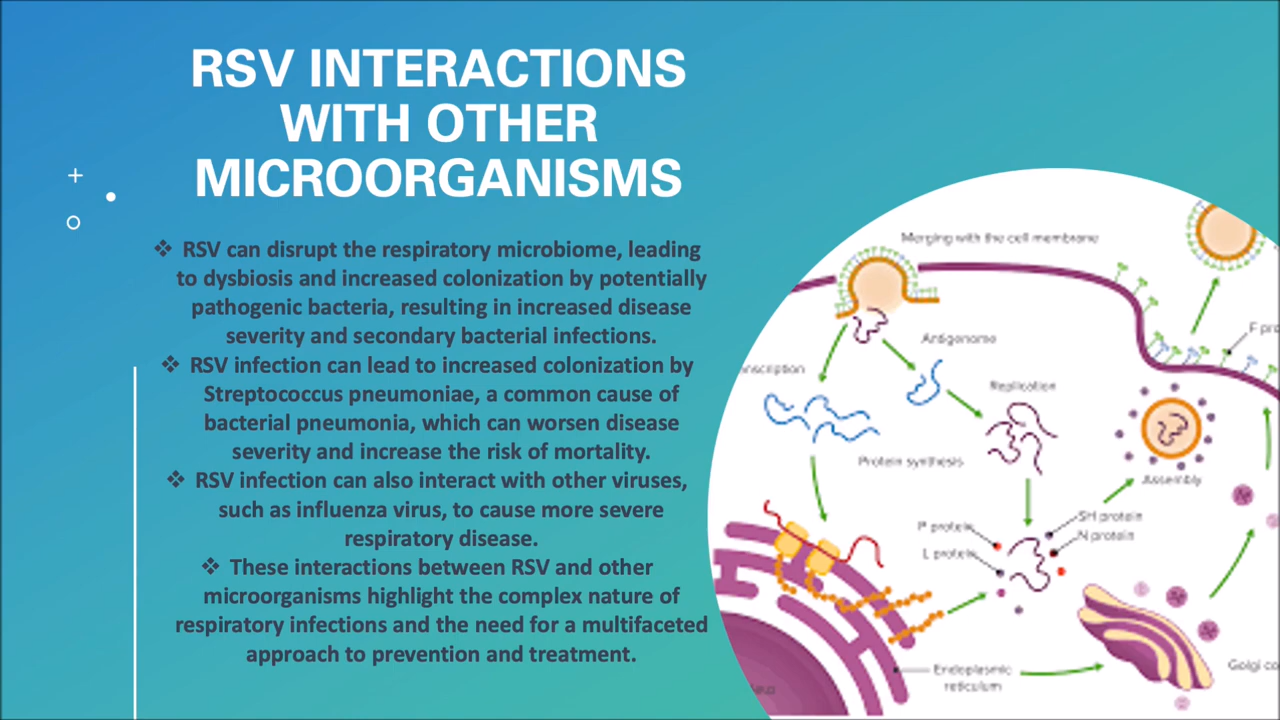 RSV INTERACTIONS
WITH OTHER
MICROORGANISMS
❖ RSV can disrupt the respiratory microbiome, leading
to dysbiosis and increased colonization by potentially
pathogenic bacteria, resulting in increased disease
severity and secondary bacterial infections.
❖ RSV infection can lead to increased colonization by
Streptococcus pneumoniae, a common cause of
bacterial pneumonia, which can worsen disease
severity and increase the risk of mortality.
❖ RSV infection can also interact with other viruses,
such as influenza virus, to cause more severe
respiratory disease.
❖ These interactions between RSV and other
microorganisms highlight the complex nature of
respiratory infections and the need for a multifaceted
approach to prevention and treatment.
Merging with the cell membrane
Antigenome
Replication
Protein synthesis
Assembly
P protein
L protein
SH protein
N protein
Endoplasmic
reticulum
Golgi